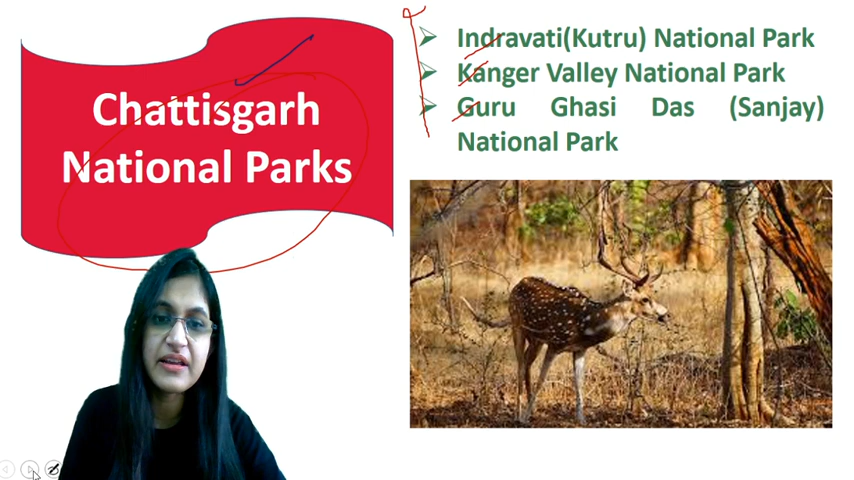 Chattisgarh
National Parks
Indravati(Kutru) National Park
Kanger Valley National Park
Guru Ghasi Das (Sanjay)
National Park